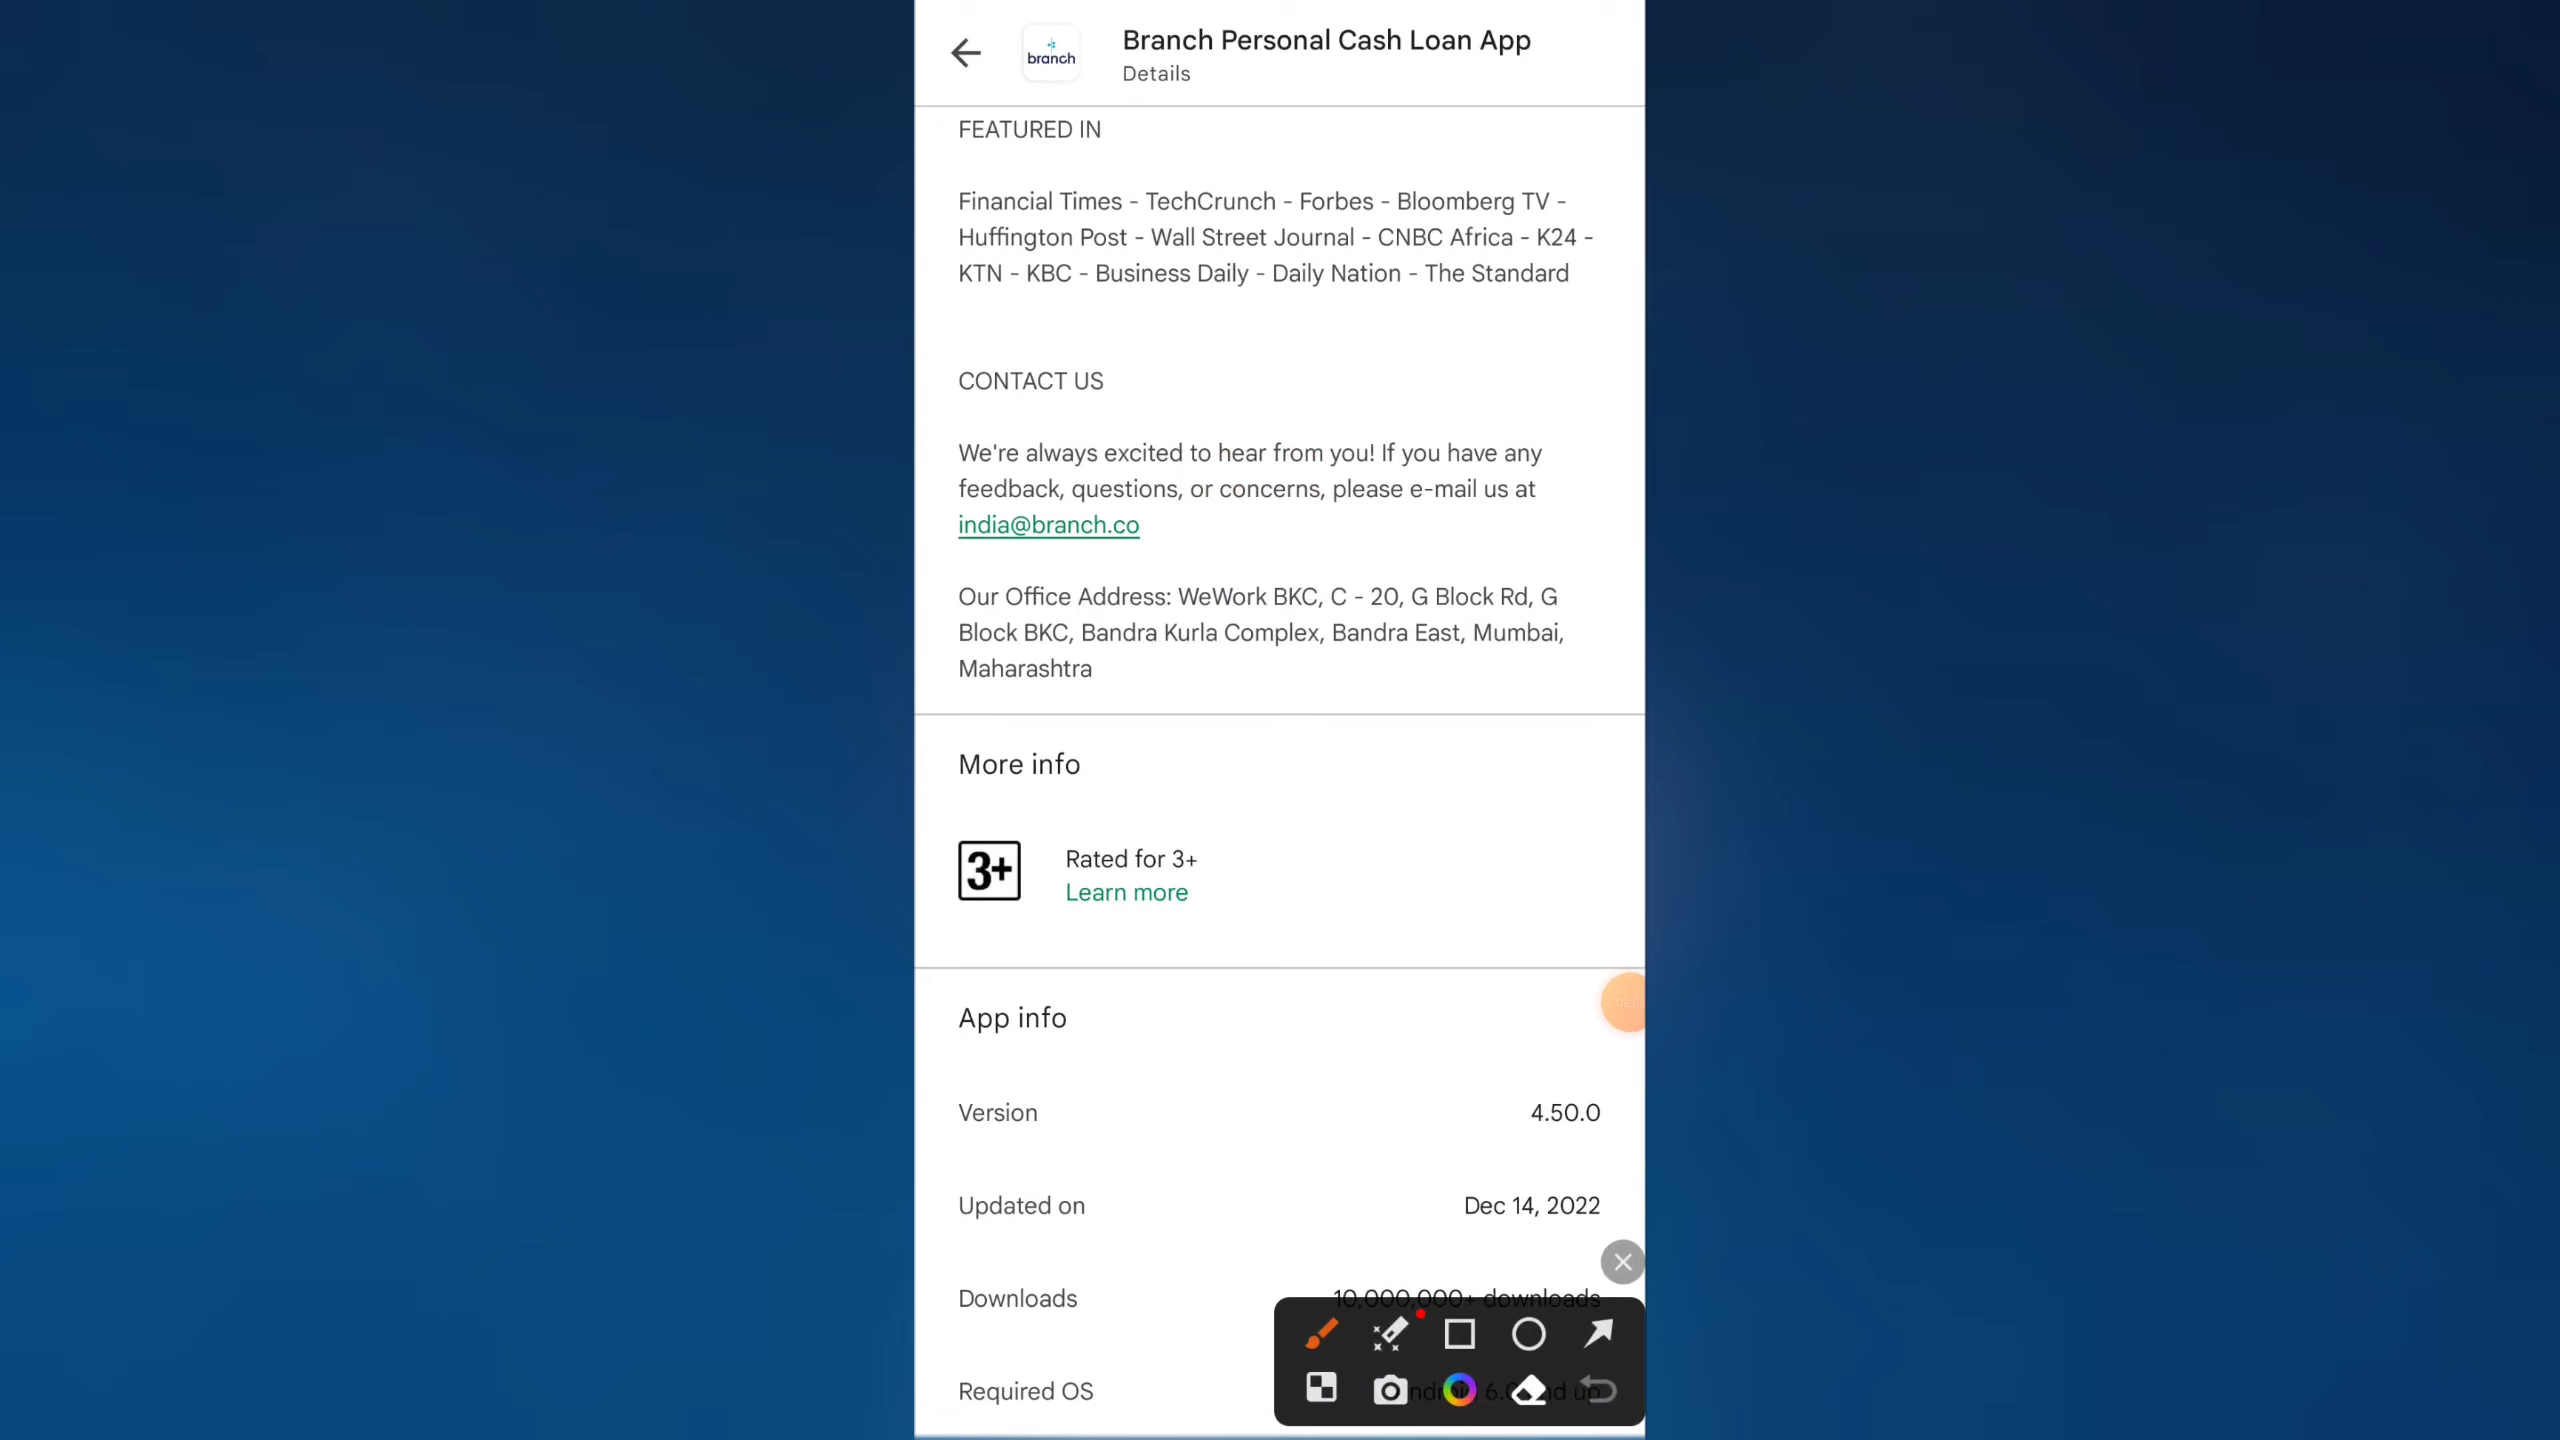 branch
Branch Personal Cash Loan App
Details
FEATURED IN
Financial Times - TechCrunch - Forbes - Bloomberg TV -
Huffington Post - Wall Street Journal - CNBC Africa - K24 -
KTN - KBC - Business Daily - Daily Nation - The Standard
CONTACT US
We're always excited to hear from you! If you have any
feedback, questions, or concerns, please e-mail us at
india@branch.co
Our Office Address: WeWork BKC, C - 20, G Block Rd, G
Block BKC, Bandra Kurla Complex, Bandra East, Mumbai,
Maharashtra
More info
3+
Rated for 3+
Learn more
App info
Version 4.50.0
Updated on Dec 14, 2022
Downloads 10,000,000+ downloads
Required OS